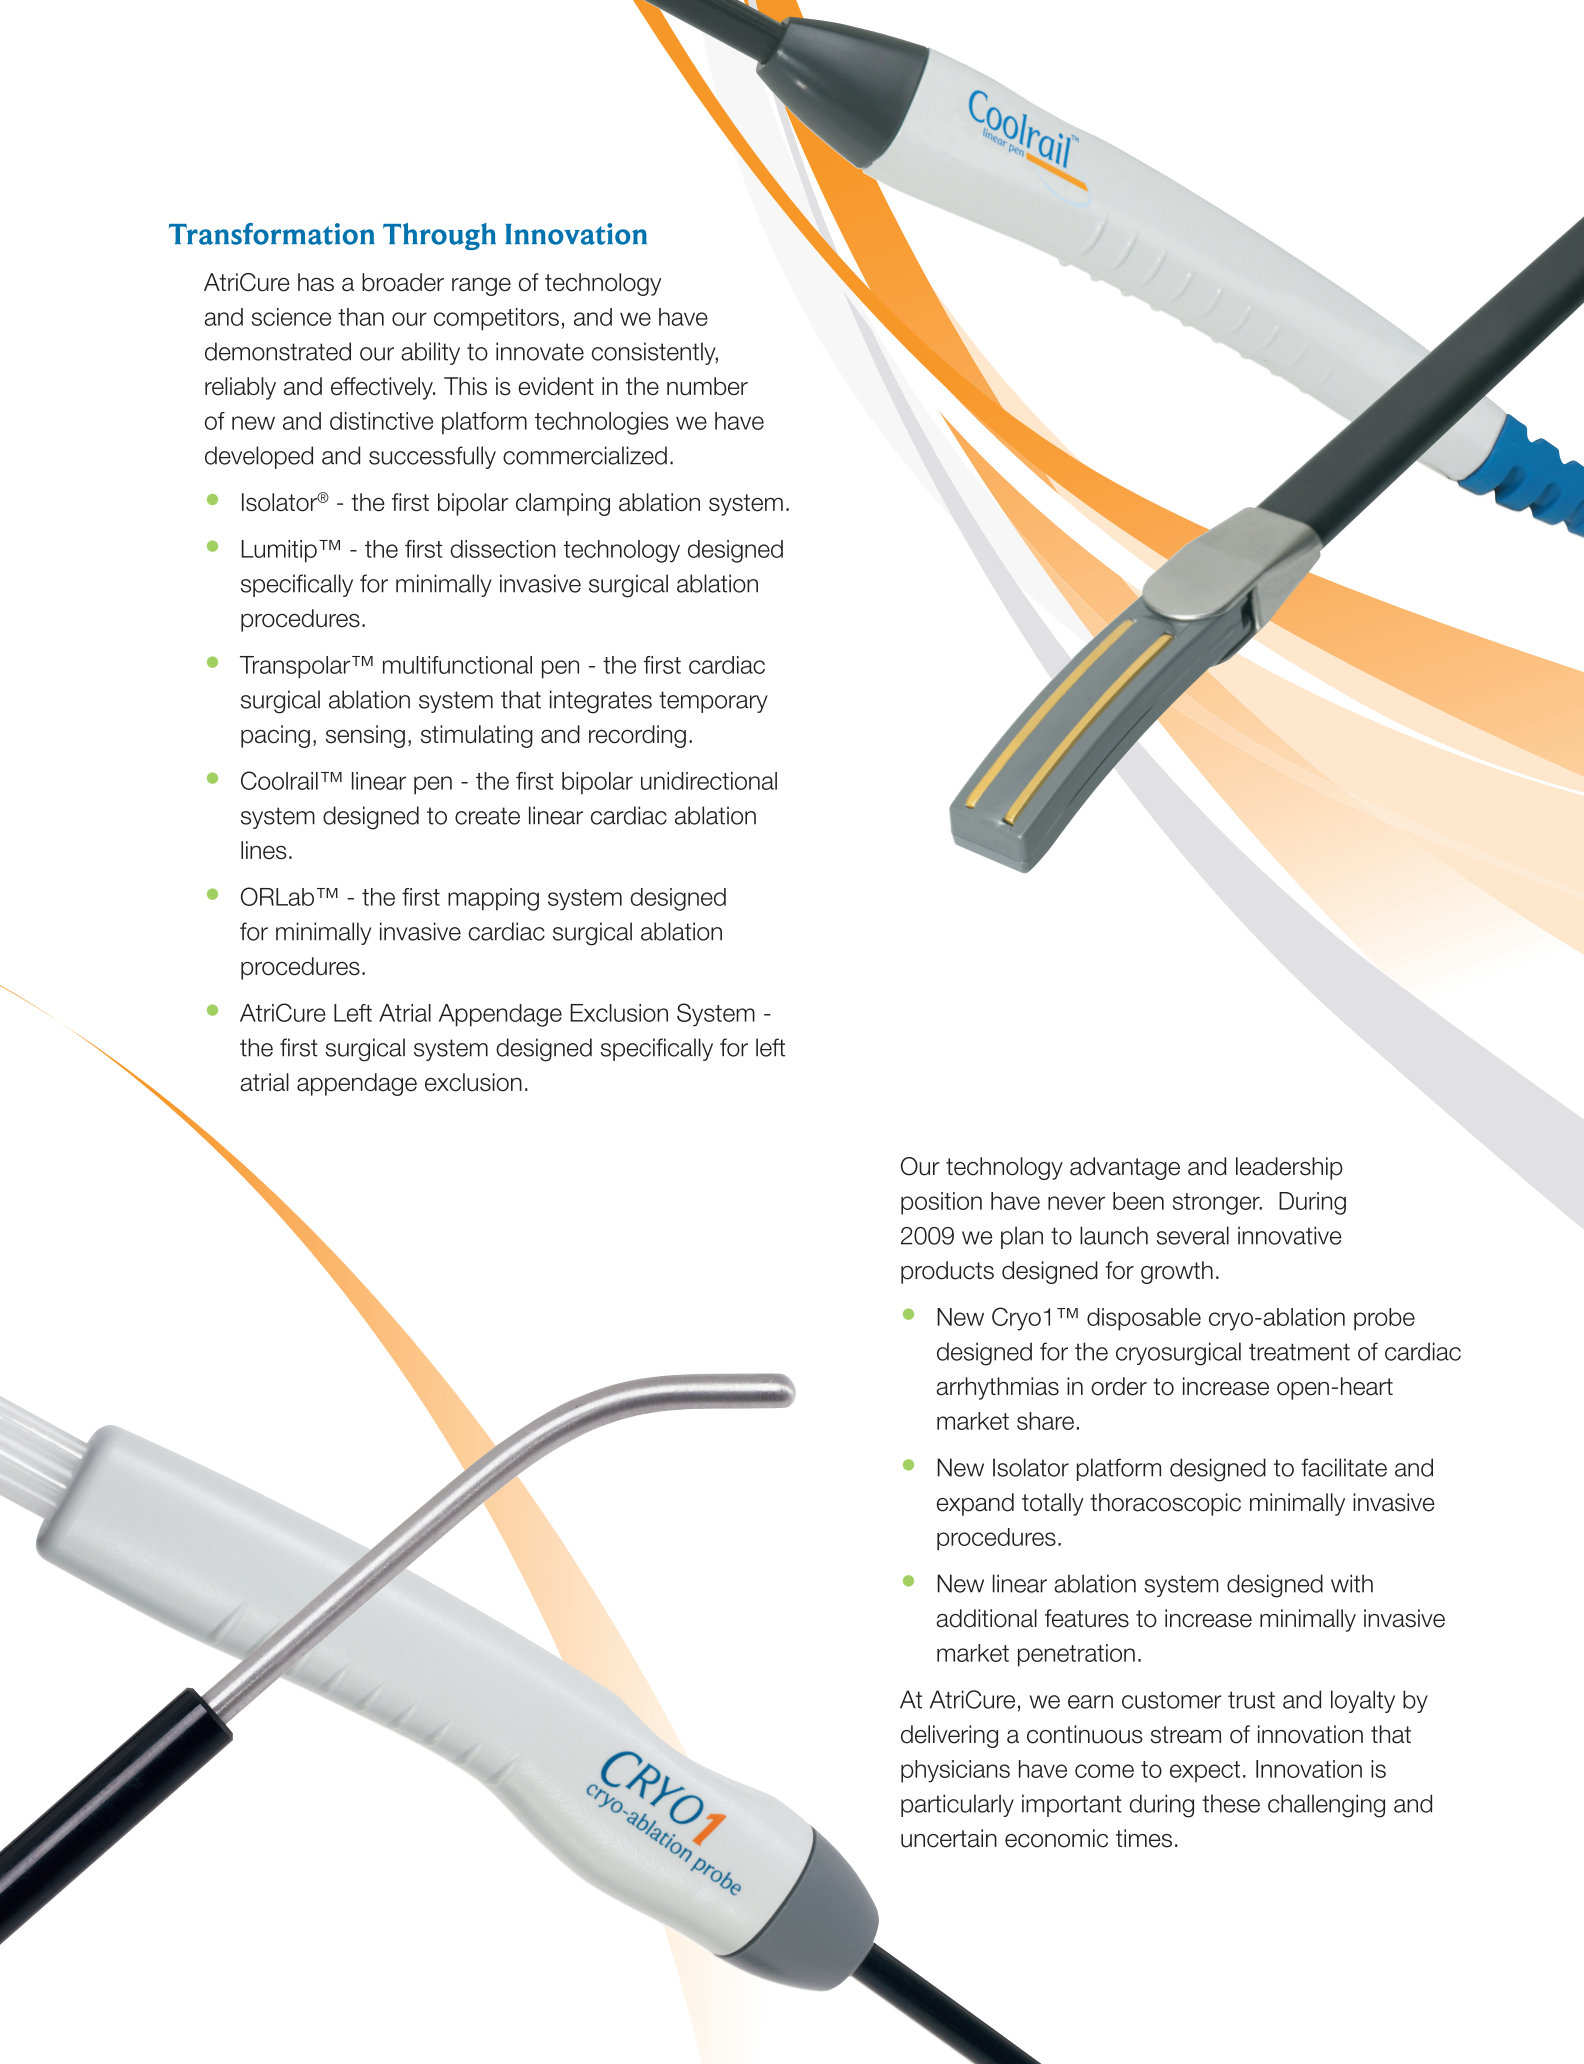 Coolrail™
linear pen
Transformation Through Innovation
AtriCure has a broader range of technology
and science than our competitors, and we have
demonstrated our ability to innovate consistently,
reliably and effectively. This is evident in the number
of new and distinctive platform technologies we have
developed and successfully commercialized.
• Isolator® - the first bipolar clamping ablation system.
• Lumitip™ - the first dissection technology designed
specifically for minimally invasive surgical ablation
procedures.
• Transpolar™ multifunctional pen - the first cardiac
surgical ablation system that integrates temporary
pacing, sensing, stimulating and recording.
• Coolrail™ linear pen - the first bipolar unidirectional
system designed to create linear cardiac ablation
lines.
• ORLab™ - the first mapping system designed
for minimally invasive cardiac surgical ablation
procedures.
• AtriCure Left Atrial Appendage Exclusion System -
the first surgical system designed specifically for left
atrial appendage exclusion.
Our technology advantage and leadership
position have never been stronger.  During
2009 we plan to launch several innovative
products designed for growth.
• New Cryo1™ disposable cryo-ablation probe
designed for the cryosurgical treatment of cardiac
arrhythmias in order to increase open-heart
market share.
• New Isolator platform designed to facilitate and
expand totally thoracoscopic minimally invasive
procedures.
• New linear ablation system designed with
additional features to increase minimally invasive
market penetration.
At AtriCure, we earn customer trust and loyalty by
delivering a continuous stream of innovation that
physicians have come to expect. Innovation is
particularly important during these challenging and
uncertain economic times.
CRYO1
cryo-ablation probe